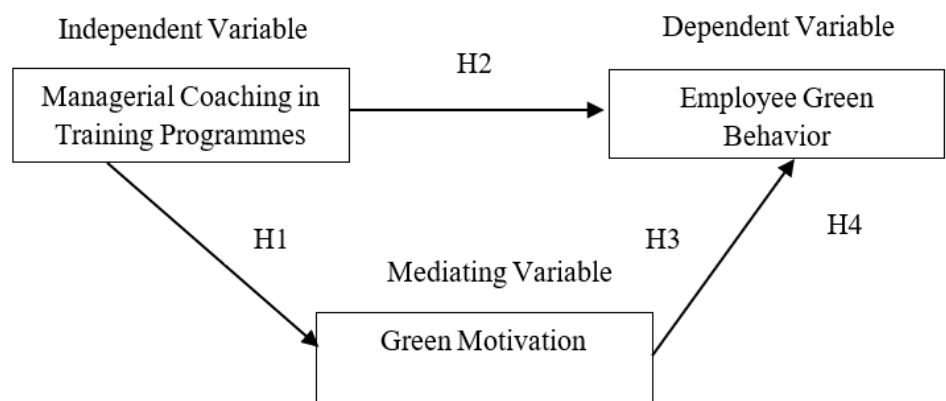 Independent Variable
Dependent Variable
H2
Managerial Coaching in
Training Programmes
Employee Green
Behavior
H1
H3
H4
Mediating Variable
Green Motivation